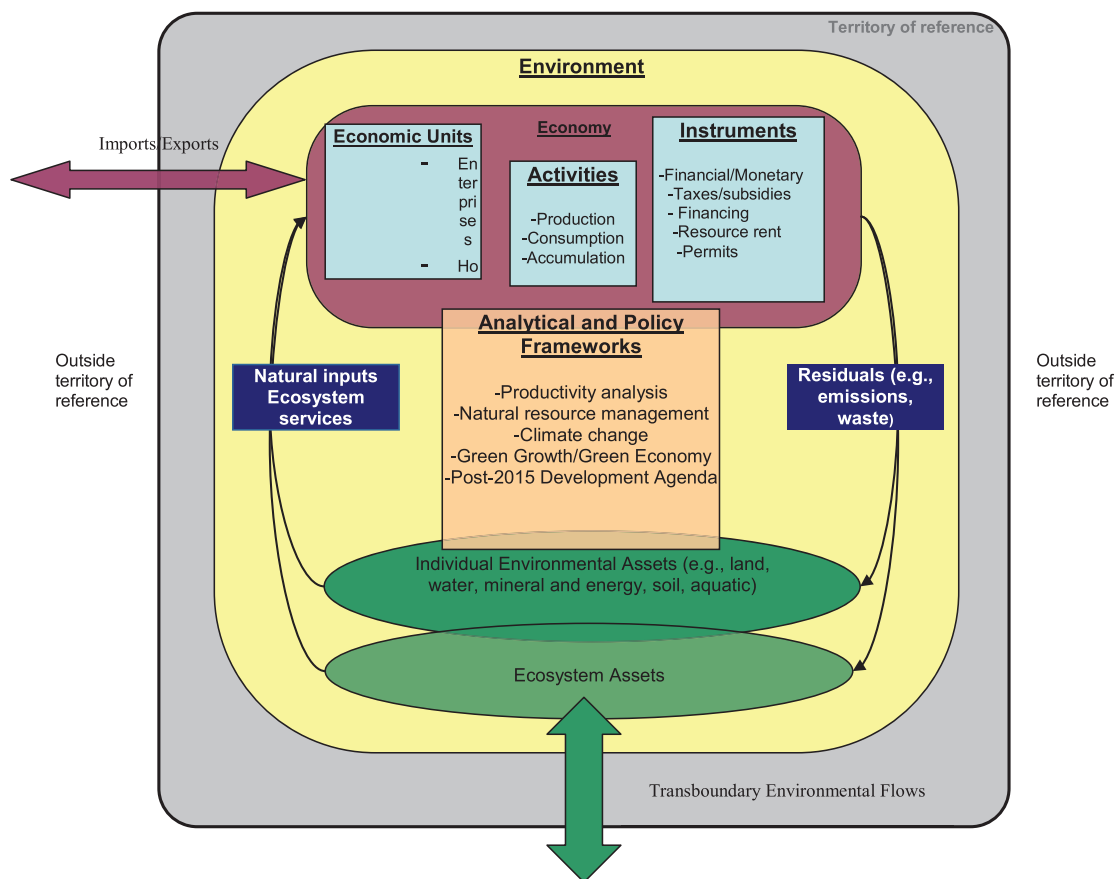 Territory of reference
Environment
Imports/Exports
Economic Units
- En
ter
pri
se
s
- Ho
Economy
Activities
-Production
-Consumption
-Accumulation
Instruments
-Financial/Monetary
-Taxes/subsidies
- Financing
-Resource rent
-Permits
Analytical and Policy
Frameworks
-Productivity analysis
-Natural resource management
-Climate change
-Green Growth/Green Economy
-Post-2015 Development Agenda
Outside
territory of
reference
Natural inputs
Ecosystem
services
Residuals (e.g.,
emissions,
waste)
Outside
territory of
reference
Individual Environmental Assets (e.g., land,
water, mineral and energy, soil, aquatic)
Ecosystem Assets
Transboundary Environmental Flows